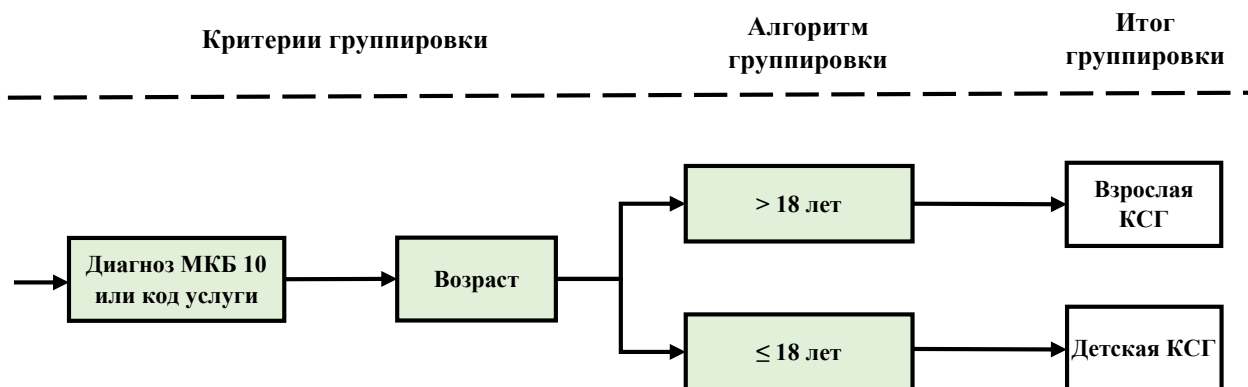 Критерии группировки
Алгоритм
группировки
Итог
группировки
Диагноз МКБ 10
или код услуги
Возраст
> 18 лет
Взрослая
КСГ
≤ 18 лет
Детская КСГ